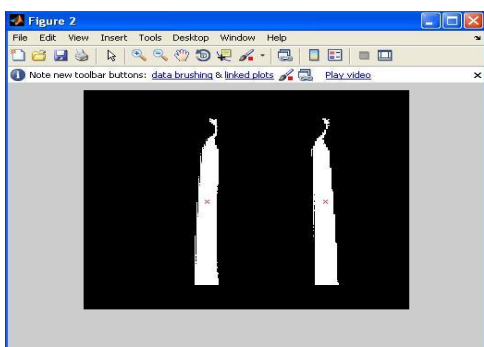 Figure 2
File Edit View Insert Tools Desktop Window Help
Note new toolbar buttons: data brushing & linked plots Play video